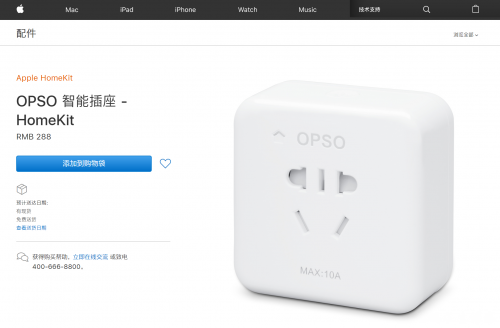 Mac
iPad
iPhone
Watch
Music
技术支持
配件
浏览全部
Apple HomeKit
OPSO 智能插座 -
HomeKit
RMB 288
添加到购物袋
预计送达日期:
有现货
免费送货
查看送货日期
获得购买帮助。立即在线交流 或致电
400-666-8800。
OPSO
MAX:10A